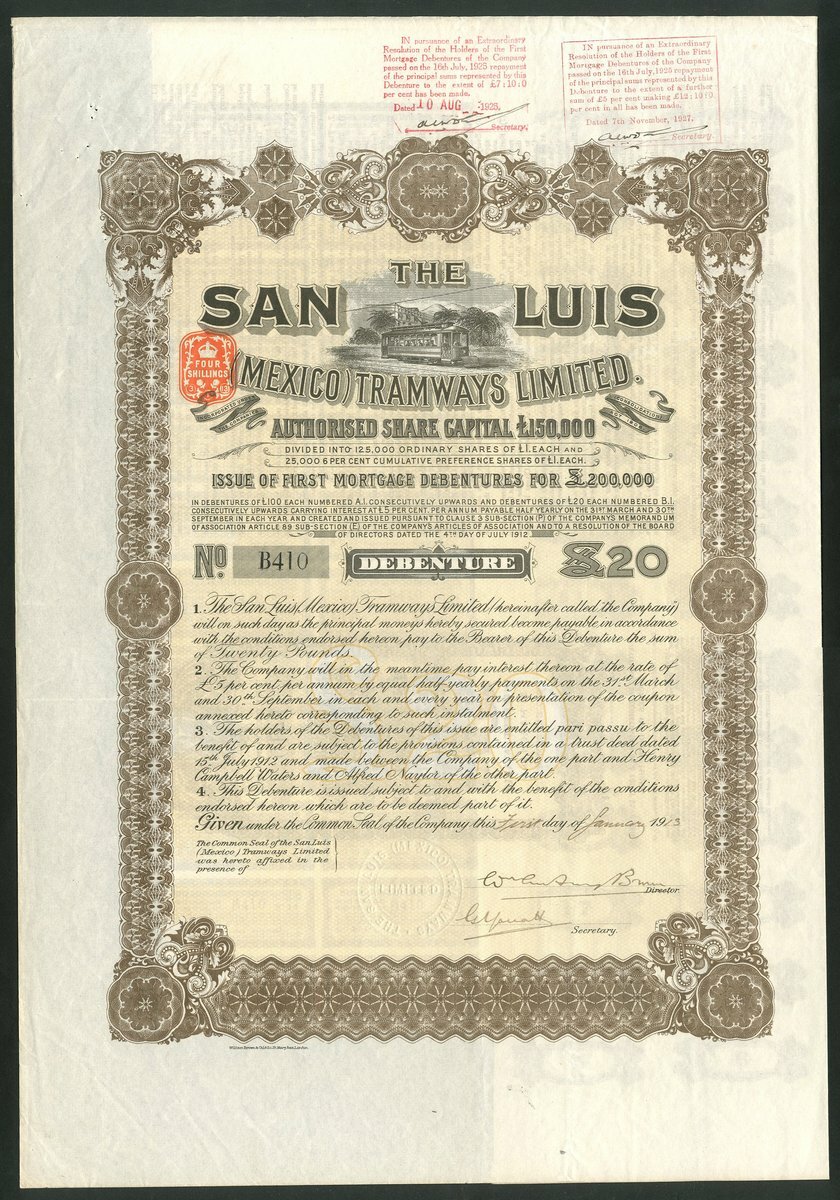 IN pursuance of an Extraordinary
Resolution of the Holders of the First
Mortgage Debentures of the Company
passed on the 16th July, 1925 repayment
of the principal sums represented by this
Debenture to the extent of £7:10:0
per cent has been made.
Dated 10 AUG 1925,
Secretary.
IN pursuance of an Extraordinary
Resolution of the Holders of the First
Mortgage Debentures of the Company
passed on the 16th July, 1925 repayment
of the principal sums represented by this
Debenture to the extent of a further
sum of £5 per cent making £12:10:0
per cent in all has been made.
Dated 7th November, 1927.
Secretary.
THE
SAN LUIS
FOUR
SHILLINGS
(MEXICO) TRAMWAYS LIMITED.
AUTHORISED SHARE CAPITAL £150,000
DIVIDED INTO 125,000 ORDINARY SHARES OF £1. EACH AND
25,000 6 PER CENT CUMULATIVE PREFERENCE SHARES OF £1. EACH.
ISSUE OF FIRST MORTGAGE DEBENTURES FOR £200,000
IN DEBENTURES OF £100 EACH NUMBERED A.1. CONSECUTIVELY UPWARDS AND DEBENTURES OF £20 EACH NUMBERED B.1.
CONSECUTIVELY UPWARDS CARRYING INTEREST AT £5 PER CENT. PER ANNUM PAYABLE HALF YEARLY ON THE 31ST MARCH AND 30TH
SEPTEMBER IN EACH YEAR AND CREATED AND ISSUED PURSUANT TO CLAUSE 3 SUB-SECTION (P) OF THE COMPANY'S MEMORANDUM
OF ASSOCIATION ARTICLE 89 SUB-SECTION (E) OF THE COMPANY'S ARTICLES OF ASSOCIATION AND TO A RESOLUTION OF THE BOARD
OF DIRECTORS DATED THE 4TH DAY OF JULY 1912.
No. B410 DEBENTURE £20
1. The San Luis (Mexico) Tramways Limited (hereinafter called the Company)
will on such day as the principal moneys hereby secured become payable in accordance
with the conditions endorsed hereon pay to the Bearer of this Debenture the sum
of Twenty Pounds.
2. The Company will in the meantime pay interest thereon at the rate of
£5 per cent per annum by equal half-yearly payments on the 31st March
and 30th September in each and every year on presentation of the coupon
annexed hereto corresponding to such instalment.
3. The holders of the Debentures of this issue are entitled pari passu to the
benefit of and are subject to the provisions contained in a trust deed dated
15th July 1912 and made between the Company of the one part and Henry
Campbell Waters and Alfred Naylor of the other part.
4. This Debenture is issued subject to and with the benefit of the conditions
endorsed hereon which are to be deemed part of it.
Given under the Common Seal of the Company this First day of January 1913
The Common Seal of the San Luis
(Mexico) Tramways Limited
was hereto affixed in the
presence of
LIMITED
Director.
Secretary.